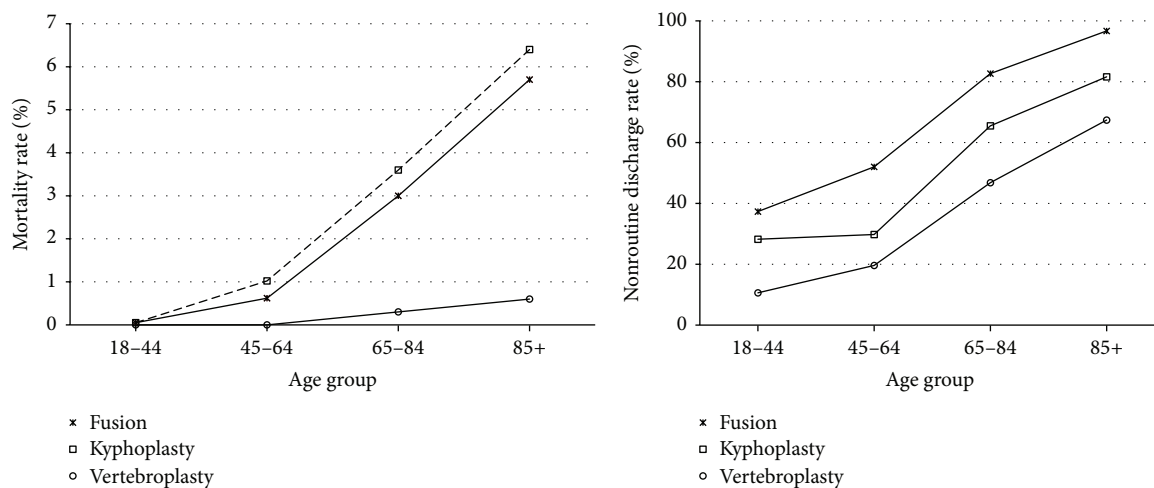 7
6
5
4
3
2
1
0
Mortality rate (%)
18–44 45–64 65–84 85+
Age group
Fusion
Kyphoplasty
Vertebroplasty
100
80
60
40
20
0
Nonroutine discharge rate (%)
18–44 45–64 65–84 85+
Age group
Fusion
Kyphoplasty
Vertebroplasty